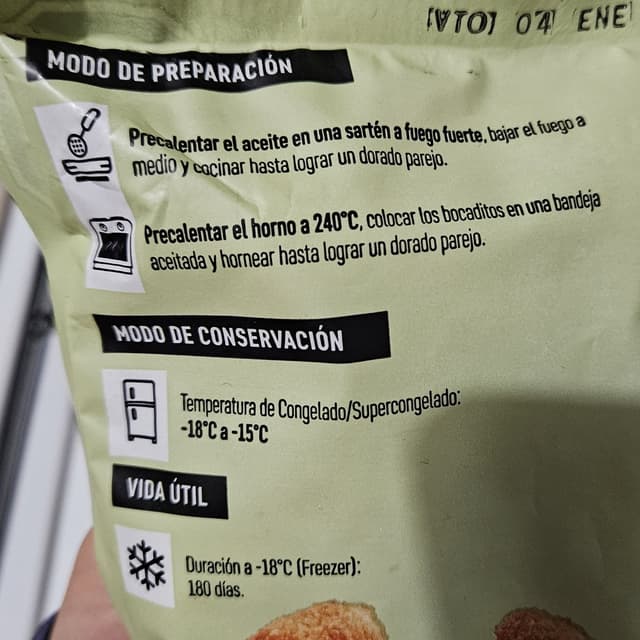 [VTO] 04 ENE
MODO DE PREPARACIÓN
Precalentar el aceite en una sartén a fuego fuerte, bajar el fuego a
medio y cocinar hasta lograr un dorado parejo.
Precalentar el horno a 240°C, colocar los bocaditos en una bandeja
aceitada y hornear hasta lograr un dorado parejo.
MODO DE CONSERVACIÓN
Temperatura de Congelado/Supercongelado:
-18°C a -15°C
VIDA ÚTIL
Duración a -18°C (Freezer):
180 días.